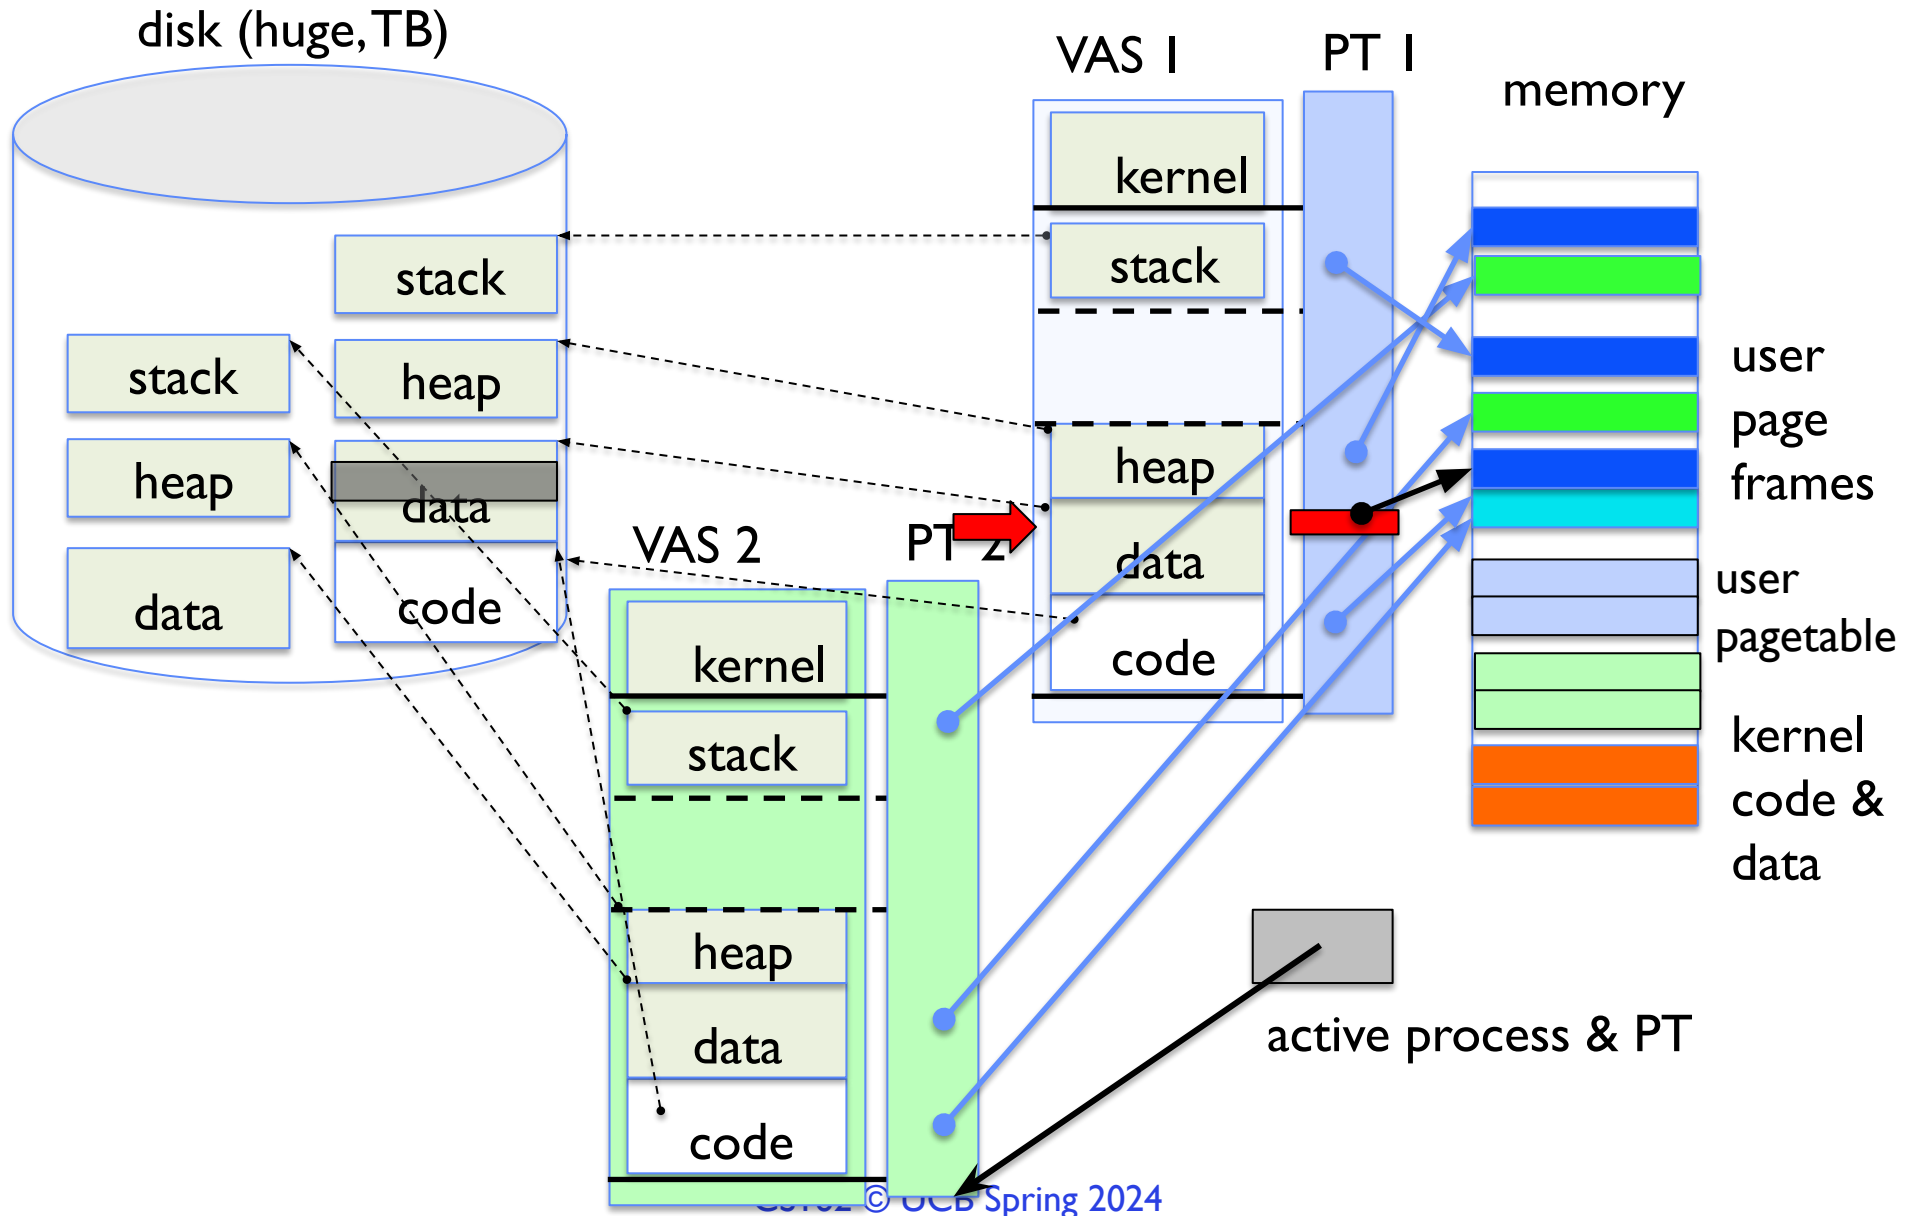 disk (huge, TB)
VAS 1
PT 1
memory
kernel
stack
stack
heap
stack
heap
data
data
code
heap
data
code
user
page
frames
user
pagetable
kernel
code &
data
VAS 2
PT 2
kernel
stack
heap
data
code
active process & PT
CS162 © UCB Spring 2024